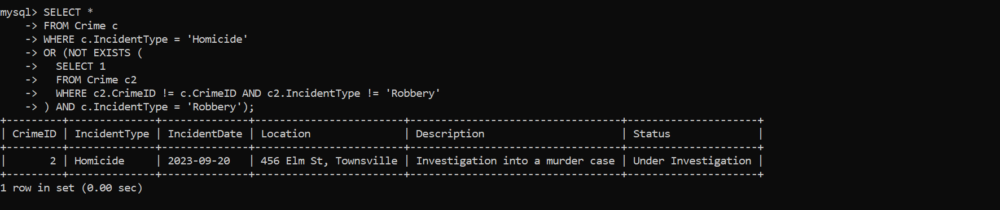 mysql> SELECT *
    -> FROM Crime c
    -> WHERE c.IncidentType = 'Homicide'
    -> OR (NOT EXISTS (
    ->   SELECT 1
    ->   FROM Crime c2
    ->   WHERE c2.CrimeID != c.CrimeID AND c2.IncidentType != 'Robbery'
    -> ) AND c.IncidentType = 'Robbery');
+---------+--------------+--------------+------------------------+----------------------------------+---------------------+
| CrimeID | IncidentType | IncidentDate | Location               | Description                      | Status              |
+---------+--------------+--------------+------------------------+----------------------------------+---------------------+
|       2 | Homicide     | 2023-09-20   | 456 Elm St, Townsville | Investigation into a murder case | Under Investigation |
+---------+--------------+--------------+------------------------+----------------------------------+---------------------+
1 row in set (0.00 sec)